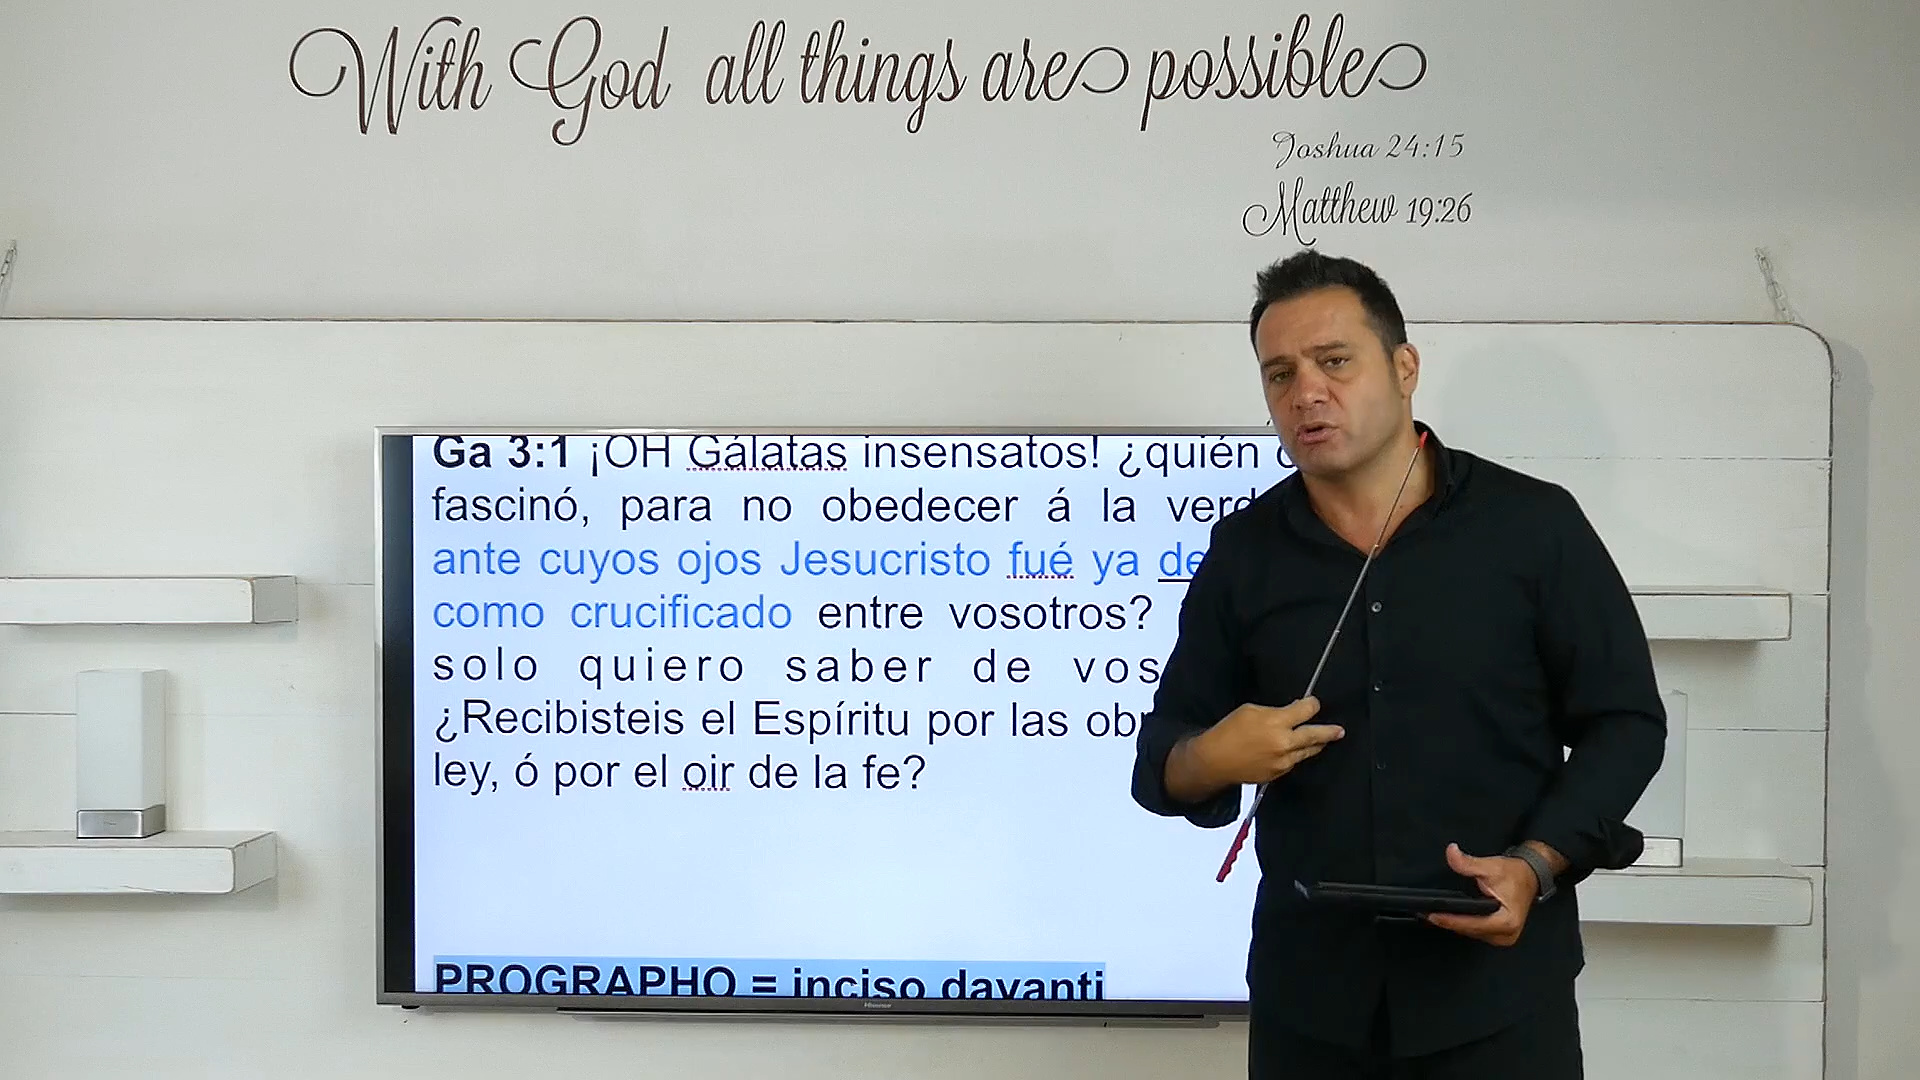 With God all things are possible
Joshua 24:15
Matthew 19:26
Ga 3:1 ¡OH Gálatas insensatos! ¿quién
fascinó, para no obedecer á la
ante cuyos ojos Jesucristo fué ya
como crucificado entre vosotros?
solo quiero saber de
¿Recibisteis el Espíritu por las
ley, ó por el oir de la fe?
PROGRAPHO = inciso davanti
Hisense